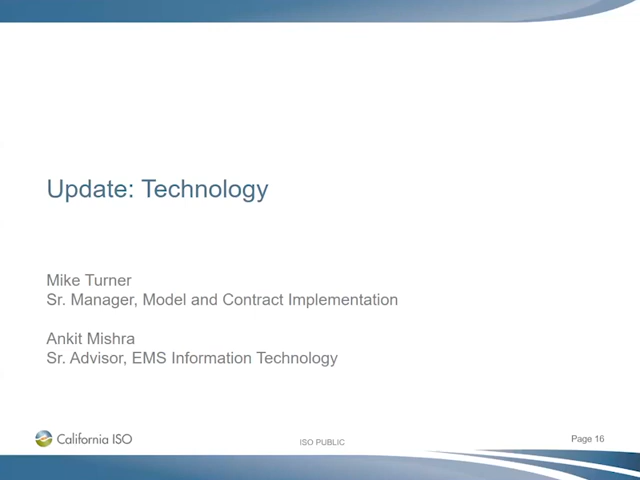 Update: Technology
Mike Turner
Sr. Manager, Model and Contract Implementation
Ankit Mishra
Sr. Advisor, EMS Information Technology
California ISO
ISO PUBLIC
Page 16